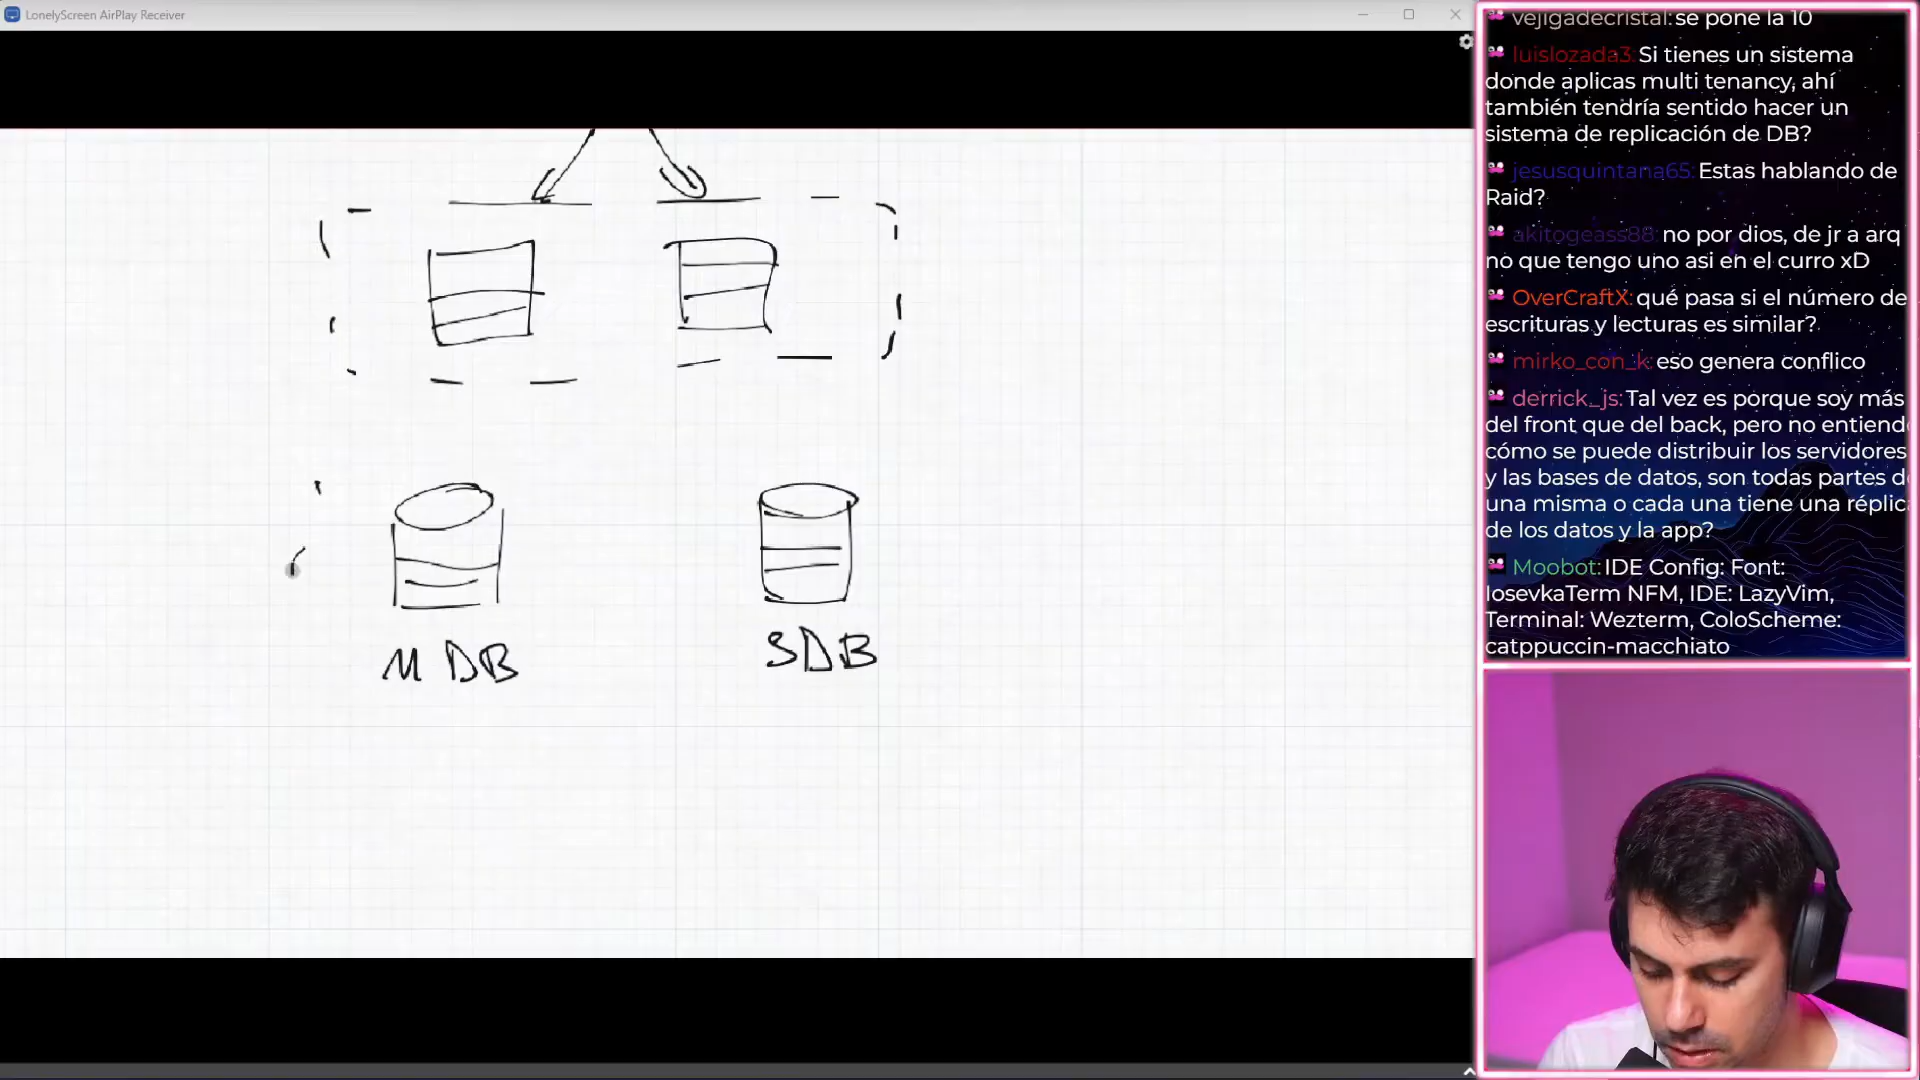 LonelyScreen AirPlay Receiver
M DB
SDB
vejigadecristal: se pone la 10
luislozada3: Si tienes un sistema
donde aplicas multi tenancy, ahí
también tendría sentido hacer un
sistema de replicación de DB?
jesusquintana65: Estas hablando de
Raid?
akitogeass88: no por dios, de jr a arq
no que tengo uno asi en el curro xD
OverCraftX: qué pasa si el número de
escrituras y lecturas es similar?
mirko_con_k: eso genera conflico
derrick_js: Tal vez es porque soy más
del front que del back, pero no entiend
cómo se puede distribuir los servidores
y las bases de datos, son todas partes d
una misma o cada una tiene una réplic
de los datos y la app?
Moobot: IDE Config: Font:
IosevkaTerm NFM, IDE: LazyVim,
Terminal: Wezterm, ColoScheme:
catppuccin-macchiato